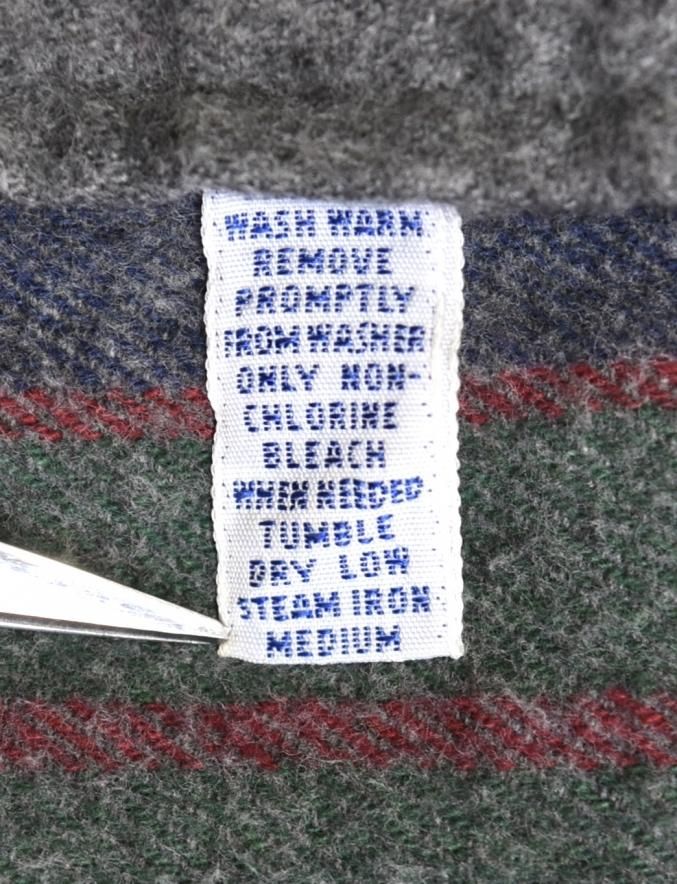 WASH WARM
REMOVE
PROMPTLY
FROM WASHER
ONLY NON-
CHLORINE
BLEACH
WHEN NEEDED
TUMBLE
DRY LOW
STEAM IRON
MEDIUM